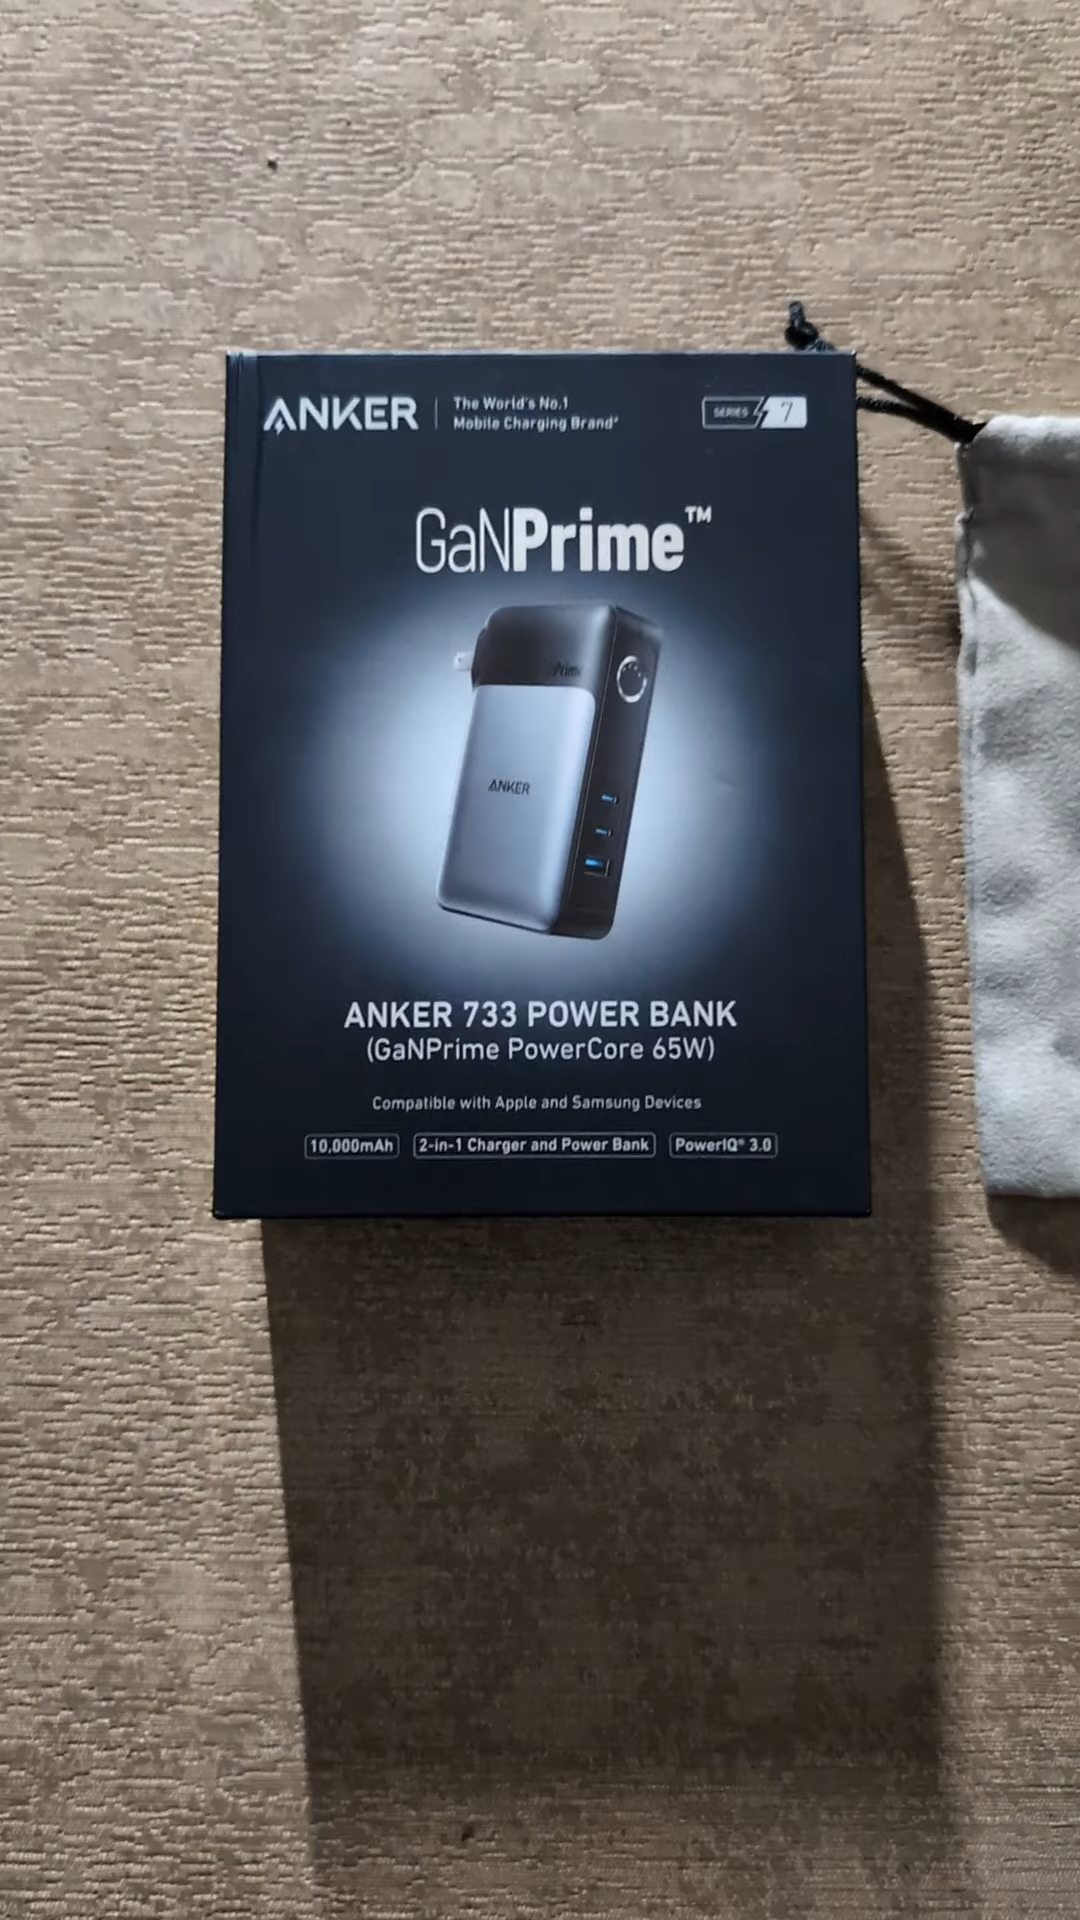 ANKER
The World's No.1
Mobile Charging Brand*
SERIES 7
GaNPrime™
Prime
ANKER
ANKER 733 POWER BANK
(GaNPrime PowerCore 65W)
Compatible with Apple and Samsung Devices
10,000mAh 2-in-1 Charger and Power Bank PowerIQ® 3.0